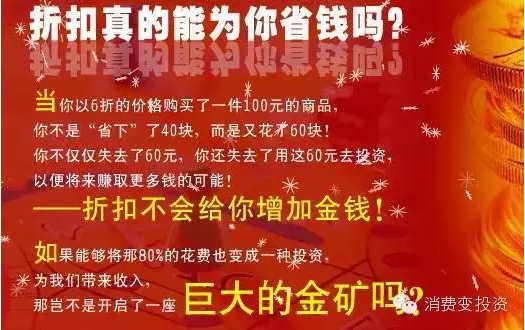 折扣真的能为你省钱吗?
当你以6折的价格购买了一件100元的商品，
你不是“省下”了40块，而是又花了60块！
你不仅仅失去了60元，你还失去了用这60元去投资，
以便将来赚取更多钱的可能！
——折扣不会给你增加金钱！
如果能够将那80%的花费也变成一种投资，
为我们带来收入，
那岂不是开启了一座 巨大的金矿吗?
消费变投资